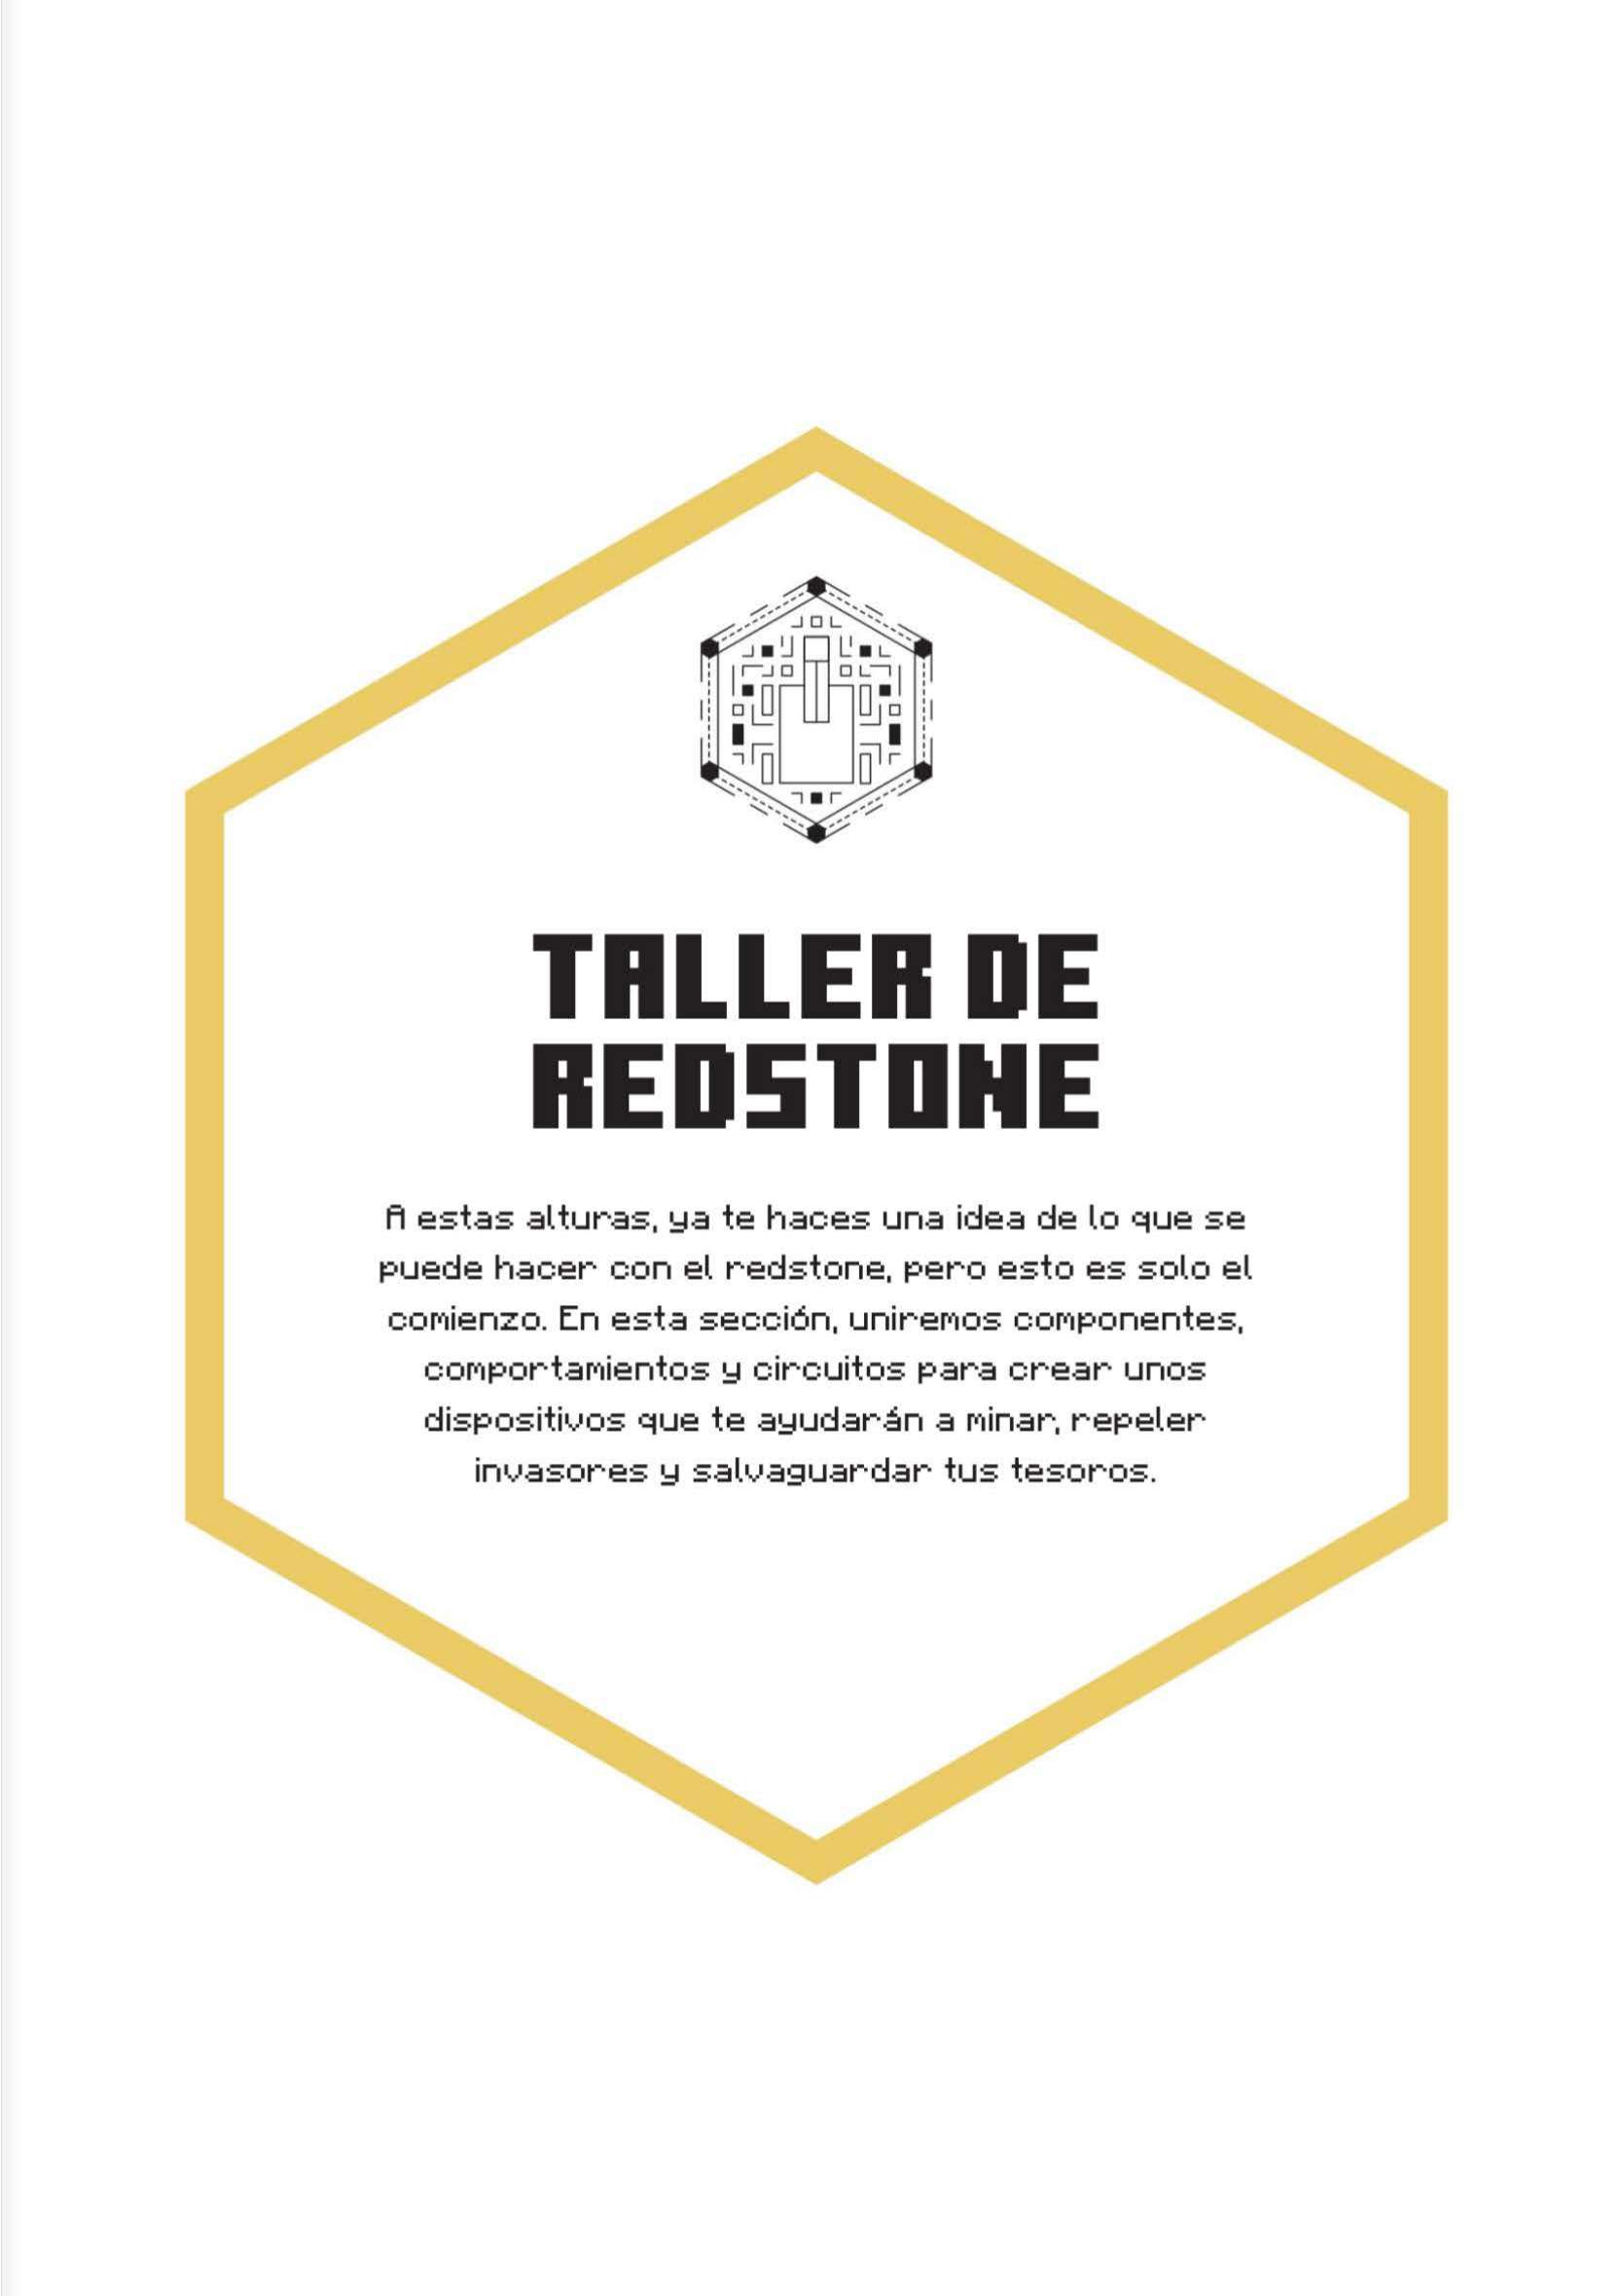 TALLER DE
REDSTONE
A estas alturas, ya te haces una idea de lo que se
puede hacer con el redstone, pero esto es solo el
comienzo. En esta sección, uniremos componentes,
comportamientos y circuitos para crear unos
dispositivos que te ayudarán a minar, repeler
invasores y salvaguardar tus tesoros.